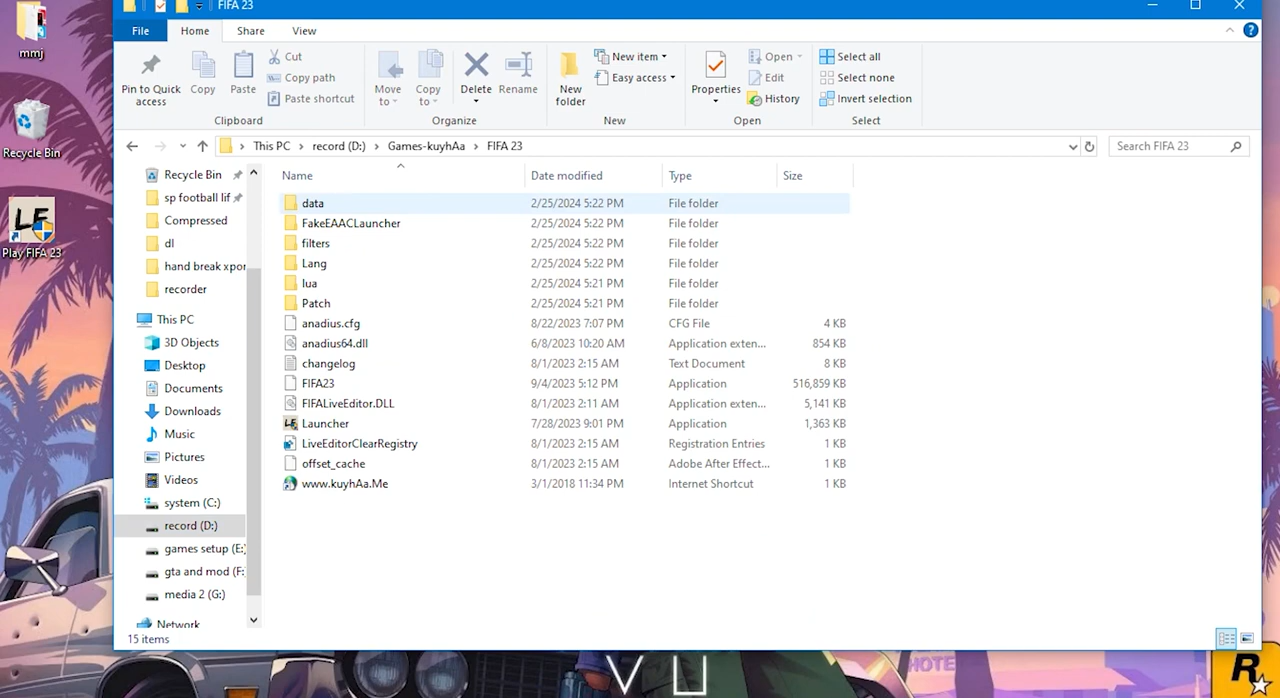 FIFA 23
File Home Share View
Pin to Quick access
Copy
Paste
Cut
Copy path
Paste shortcut
Clipboard
Move to
Copy to
Delete
Rename
Organize
New folder
New item
Easy access
New
Properties
Open
Edit
History
Open
Select all
Select none
Invert selection
Select
This PC > record (D:) > Games-kuyhAa > FIFA 23
Search FIFA 23
mmj
Recycle Bin
LE
Play FIFA 23
Recycle Bin
sp football lif
Compressed
dl
hand break xpor
recorder
This PC
3D Objects
Desktop
Documents
Downloads
Music
Pictures
Videos
system (C:)
record (D:)
games setup (E:
gta and mod (F:
media 2 (G:)
Network
Name Date modified Type Size
data 2/25/2024 5:22 PM File folder
FakeEAACLauncher 2/25/2024 5:22 PM File folder
filters 2/25/2024 5:22 PM File folder
Lang 2/25/2024 5:22 PM File folder
lua 2/25/2024 5:21 PM File folder
Patch 2/25/2024 5:21 PM File folder
anadius.cfg 8/22/2023 7:07 PM CFG File 4 KB
anadius64.dll 6/8/2023 10:20 AM Application exten... 854 KB
changelog 8/1/2023 2:15 AM Text Document 8 KB
FIFA23 9/4/2023 5:12 PM Application 516,859 KB
FIFALiveEditor.DLL 8/1/2023 2:11 AM Application exten... 5,141 KB
Launcher 7/28/2023 9:01 PM Application 1,363 KB
LiveEditorClearRegistry 8/1/2023 2:15 AM Registration Entries 1 KB
offset_cache 8/1/2023 2:15 AM Adobe After Effect... 1 KB
www.kuyhAa.Me 3/1/2018 11:34 PM Internet Shortcut 1 KB
15 items
HOTE
R